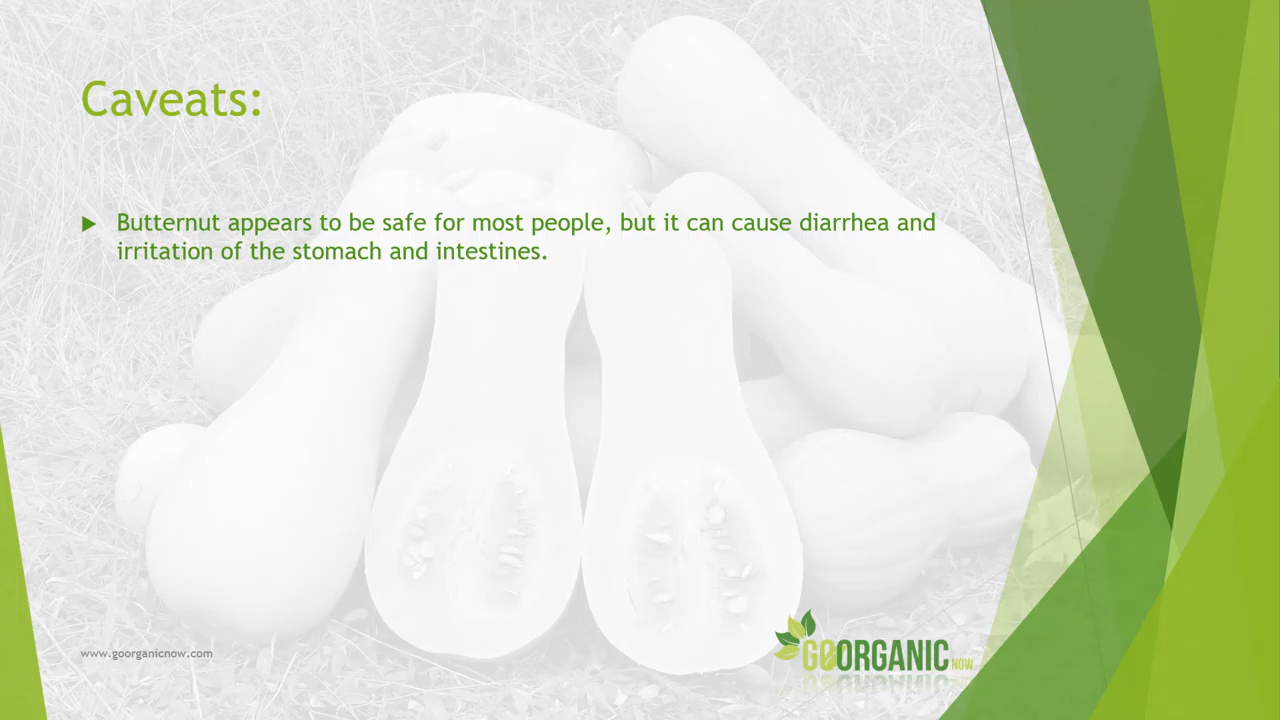 Caveats:
Butternut appears to be safe for most people, but it can cause diarrhea and
irritation of the stomach and intestines.
www.goorganicnow.com
GOORGANIC NOW